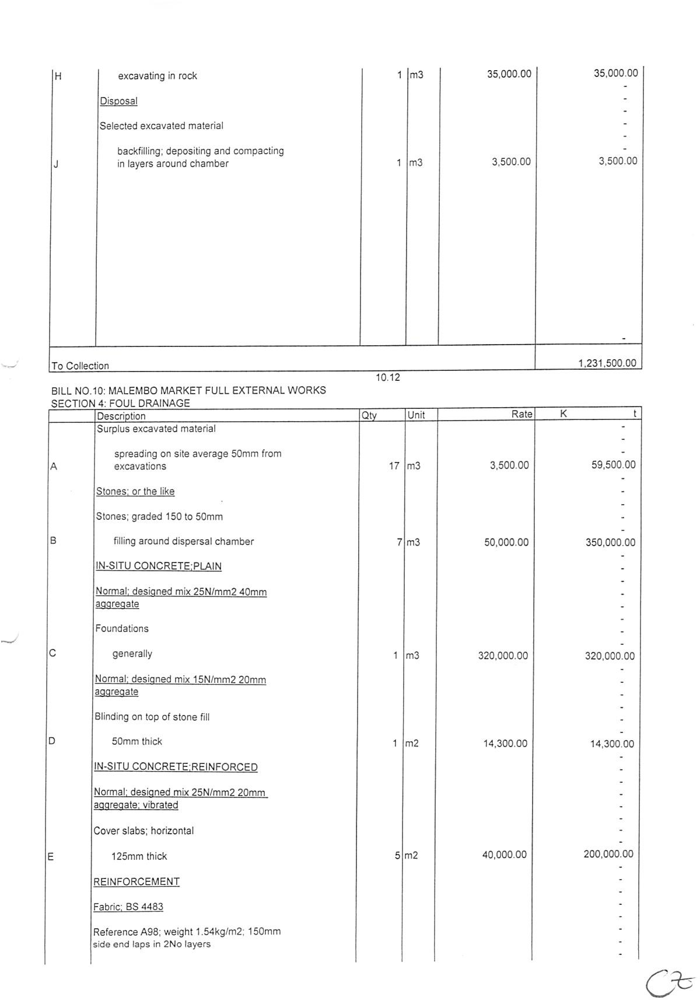 H excavating in rock 1 m3 35,000.00 35,000.00
-
Disposal -
-
Selected excavated material -
-
backfilling; depositing and compacting -
J in layers around chamber 1 m3 3,500.00 3,500.00
-
To Collection 1,231,500.00
10.12
BILL NO.10: MALEMBO MARKET FULL EXTERNAL WORKS
SECTION 4: FOUL DRAINAGE
Description Qty Unit Rate K t
Surplus excavated material -
-
spreading on site average 50mm from -
A excavations 17 m3 3,500.00 59,500.00
-
Stones; or the like -
-
Stones; graded 150 to 50mm -
-
B filling around dispersal chamber 7 m3 50,000.00 350,000.00
-
IN-SITU CONCRETE;PLAIN -
-
Normal; designed mix 25N/mm2 40mm -
aggregate -
-
Foundations -
-
C generally 1 m3 320,000.00 320,000.00
-
Normal; designed mix 15N/mm2 20mm -
aggregate -
-
Blinding on top of stone fill -
-
D 50mm thick 1 m2 14,300.00 14,300.00
-
IN-SITU CONCRETE;REINFORCED -
-
Normal; designed mix 25N/mm2 20mm -
aggregate; vibrated -
-
Cover slabs; horizontal -
-
E 125mm thick 5 m2 40,000.00 200,000.00
-
REINFORCEMENT -
-
Fabric; BS 4483 -
-
Reference A98; weight 1.54kg/m2; 150mm -
side end laps in 2No layers -
-